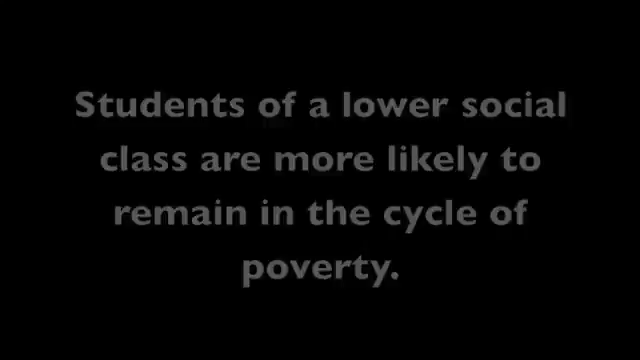 Students of a lower social
class are more likely to
remain in the cycle of
poverty.